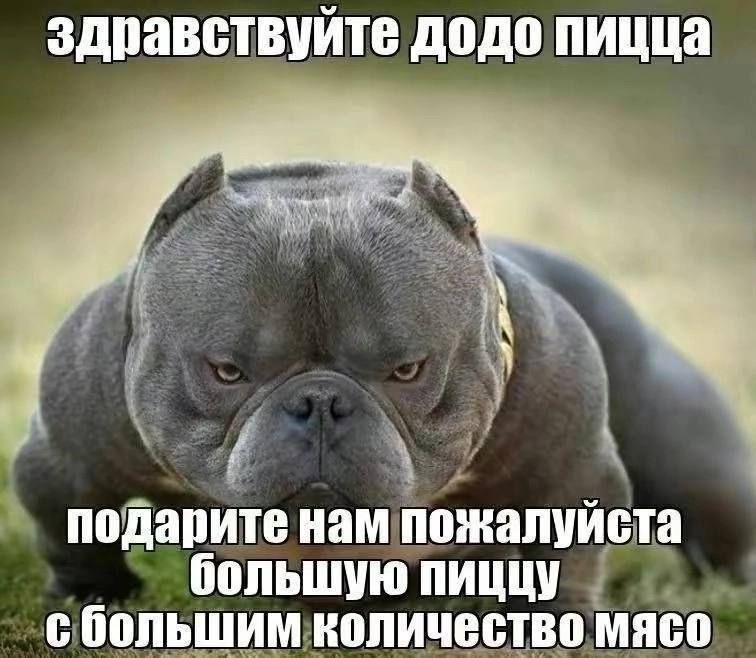 здравствуйте додо пицца
подарите нам пожалуйста
большую пиццу
с большим количество мясо